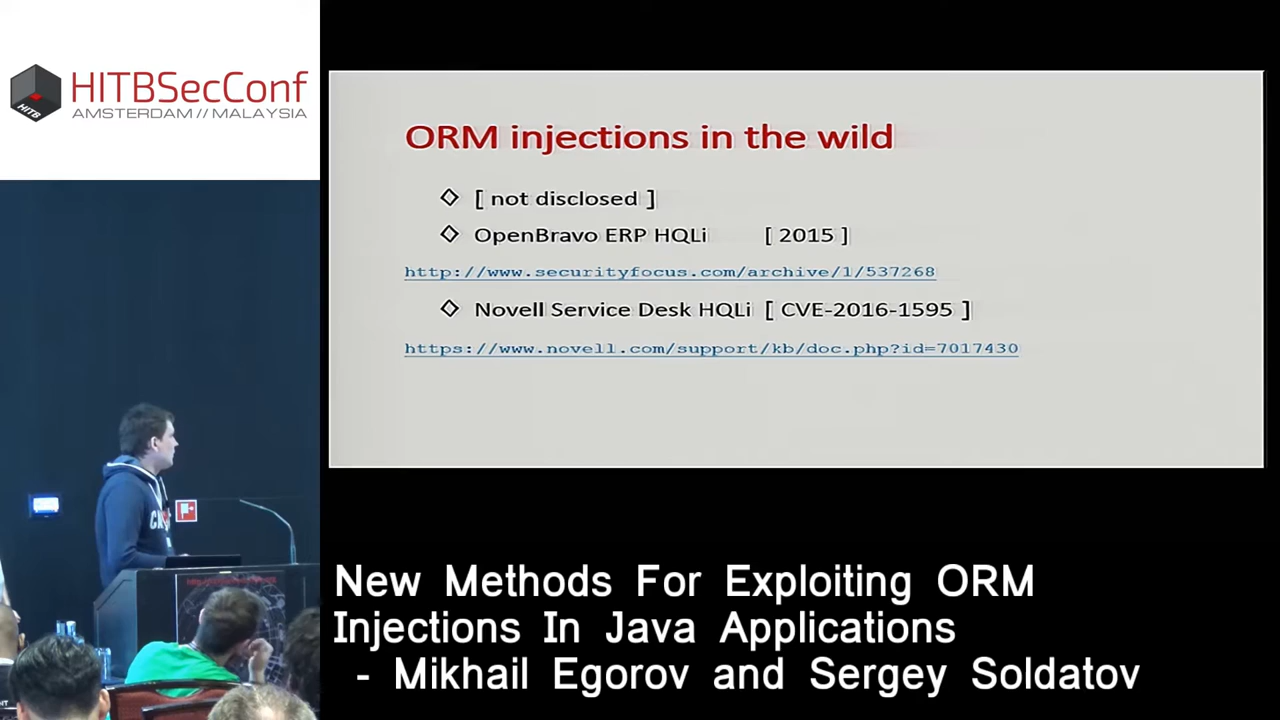 HITBSecConf
AMSTERDAM // MALAYSIA
HITB
ORM injections in the wild
[ not disclosed ]
OpenBravo ERP HQLi [ 2015 ]
http://www.securityfocus.com/archive/1/537268
Novell Service Desk HQLi [ CVE-2016-1595 ]
https://www.novell.com/support/kb/doc.php?id=7017430
New Methods For Exploiting ORM
Injections In Java Applications
- Mikhail Egorov and Sergey Soldatov